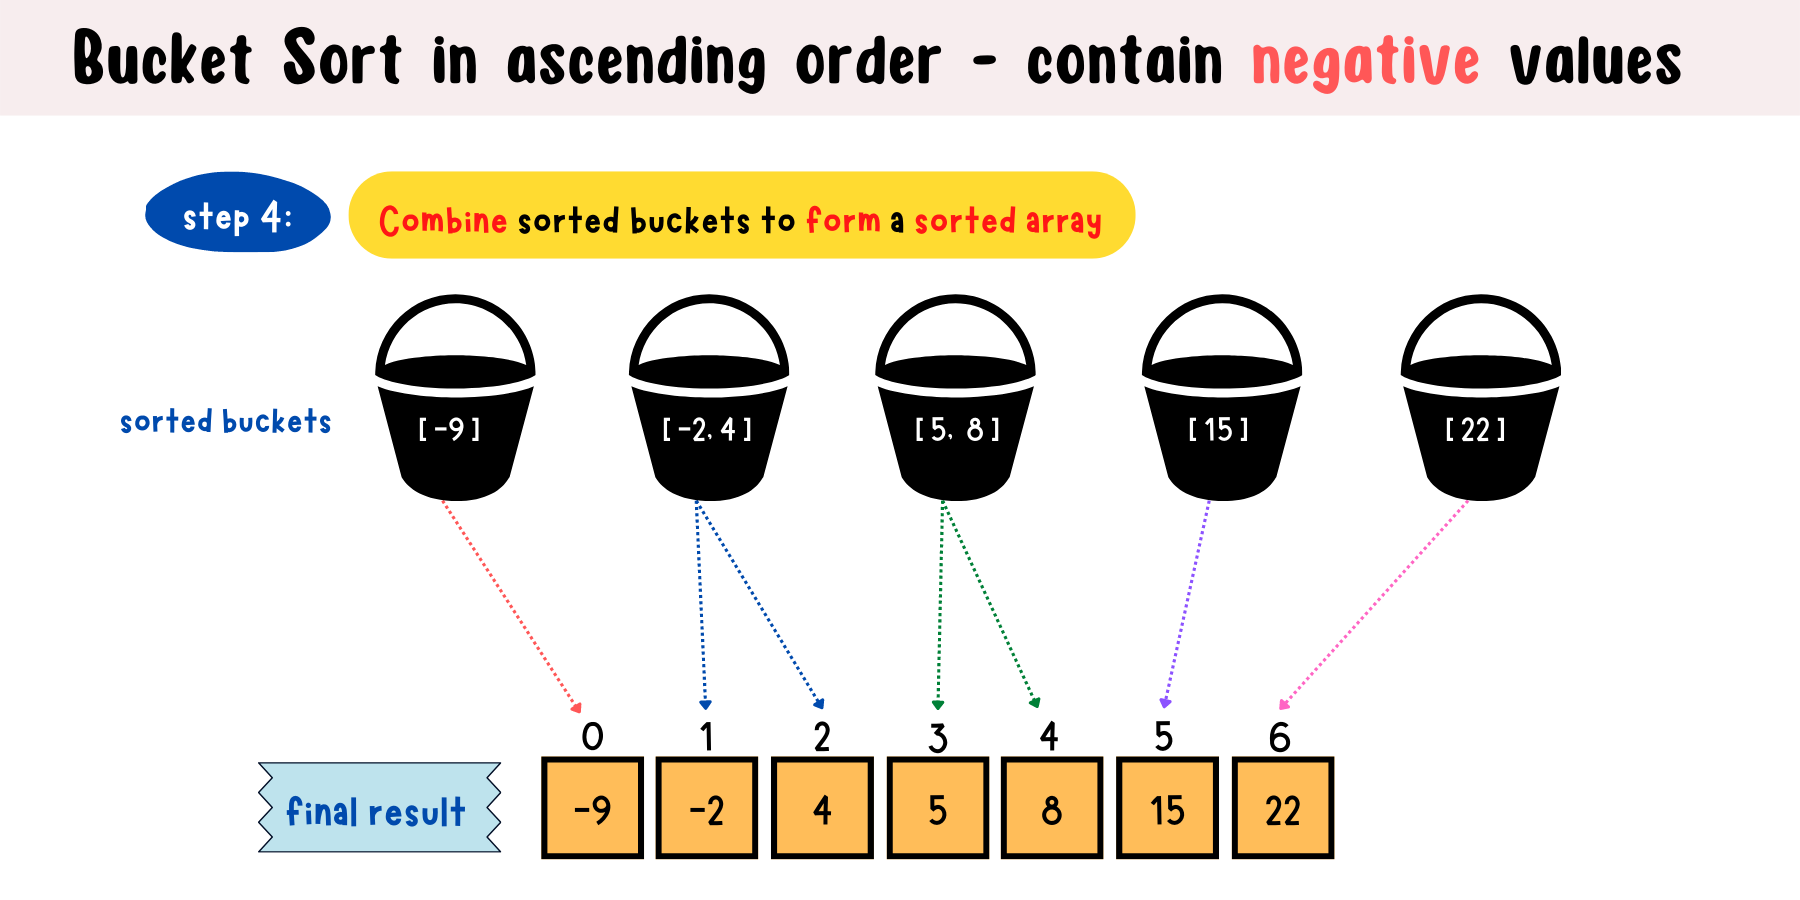 Bucket Sort in ascending order - contain negative values
step 4:
Combine sorted buckets to form a sorted array
sorted buckets
[ -9 ]
[ -2, 4 ]
[ 5, 8 ]
[ 15 ]
[ 22 ]
0 1 2 3 4 5 6
final result
-9 -2 4 5 8 15 22